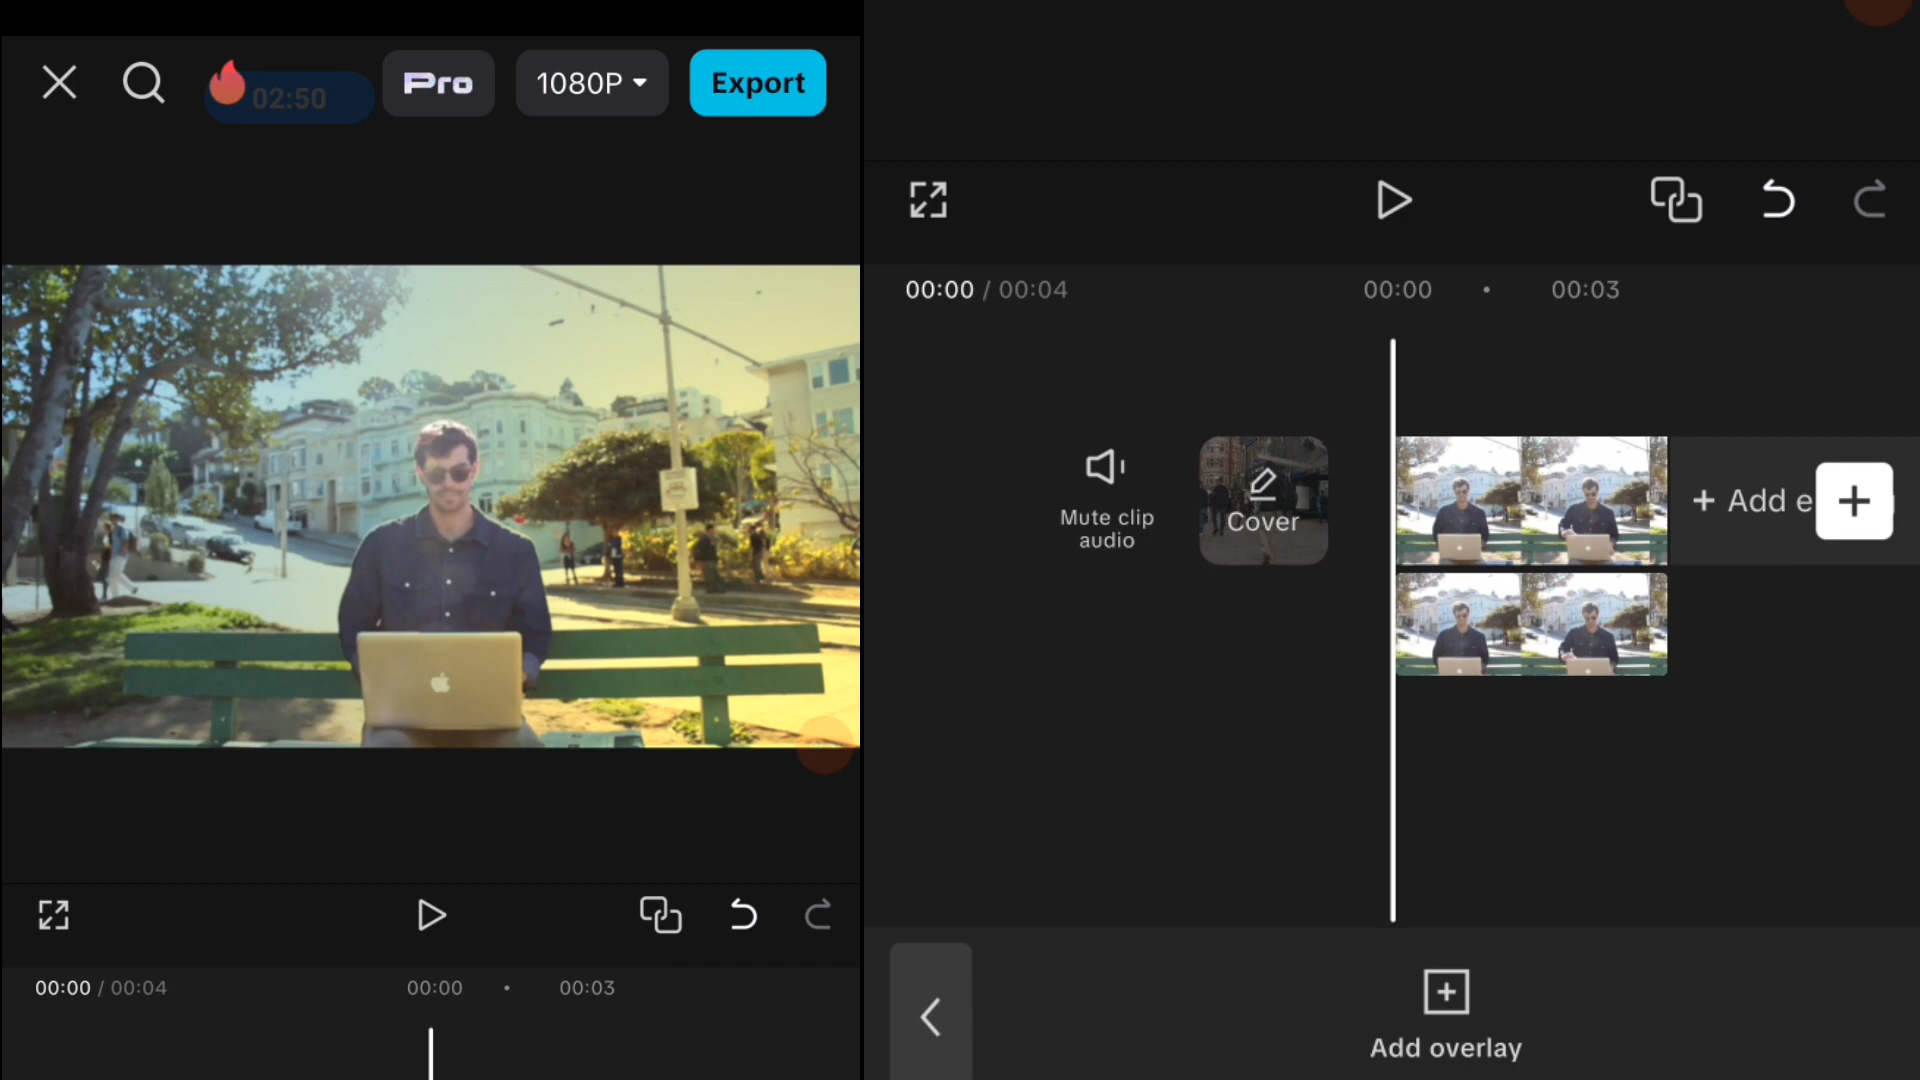 02:50
Pro
1080P
Export
00:00 / 00:04
00:00
00:03
00:00 / 00:04
00:00
00:03
Mute clip
audio
Cover
+ Add e
Add overlay